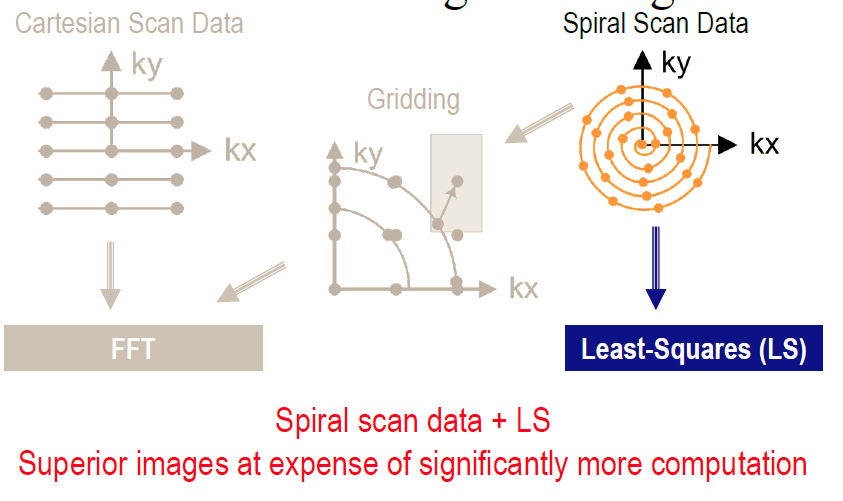 Cartesian Scan Data
Spiral Scan Data
ky
kx
Gridding
ky
kx
ky
kx
FFT
Least-Squares (LS)
Spiral scan data + LS
Superior images at expense of significantly more computation